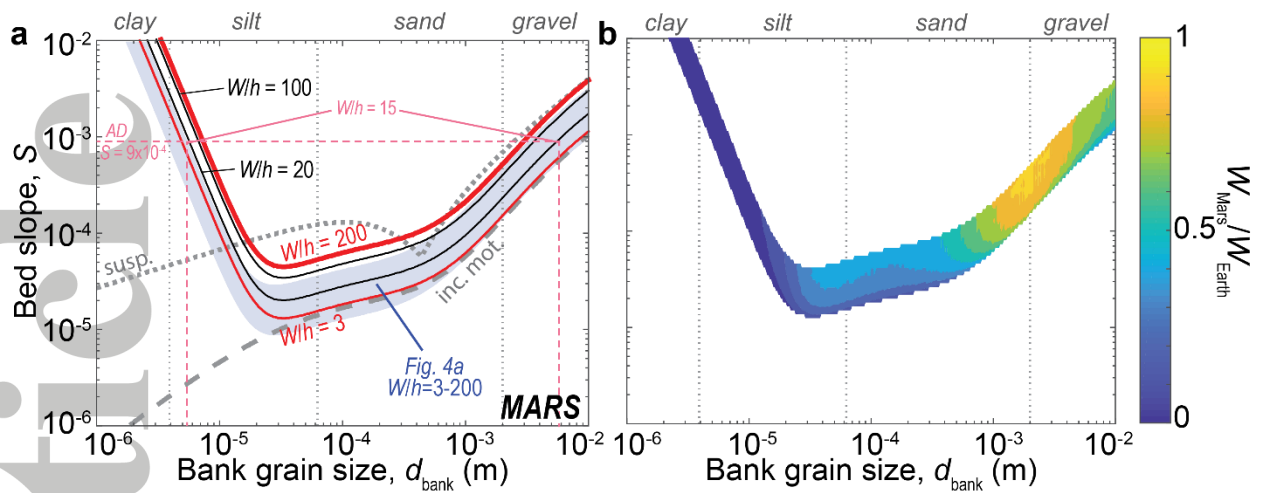 clay silt sand gravel
a
10⁻²
10⁻³
10⁻⁴
10⁻⁵
10⁻⁶
Bed slope, S
W/h = 100
W/h = 15
AD
S = 9x10⁻⁴
W/h = 20
susp.
W/h = 200
inc. mot.
W/h = 3
Fig. 4a
W/h=3-200
MARS
10⁻⁶ 10⁻⁵ 10⁻⁴ 10⁻³ 10⁻²
Bank grain size, d_bank (m)
clay silt sand gravel
b
10⁻⁶ 10⁻⁵ 10⁻⁴ 10⁻³ 10⁻²
Bank grain size, d_bank (m)
1
0.5
0
W_Mars/W_Earth
ticle